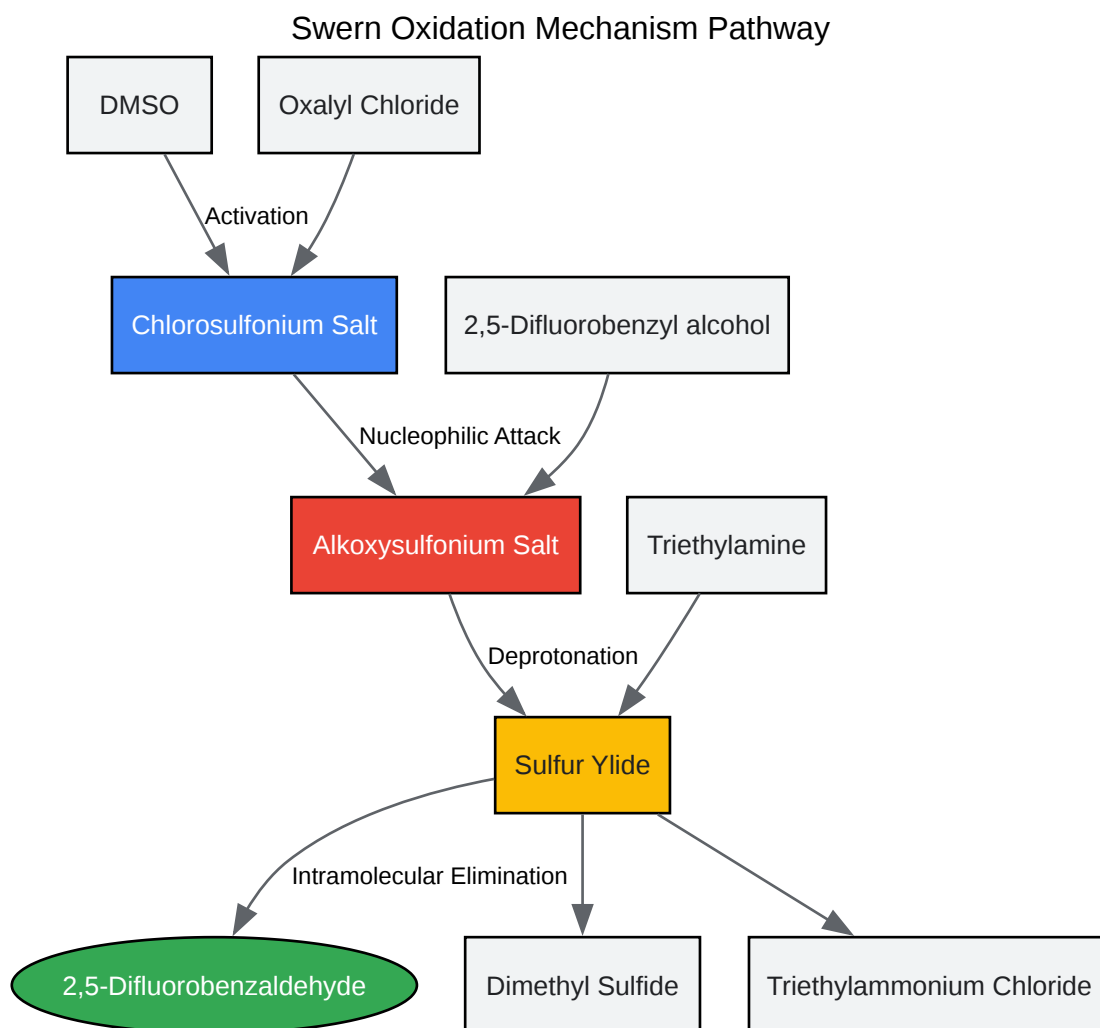 Swern Oxidation Mechanism Pathway
DMSO
Oxalyl Chloride
Activation
Chlorosulfonium Salt
2,5-Difluorobenzyl alcohol
Nucleophilic Attack
Alkoxysulfonium Salt
Triethylamine
Deprotonation
Sulfur Ylide
Intramolecular Elimination
2,5-Difluorobenzaldehyde
Dimethyl Sulfide
Triethylammonium Chloride